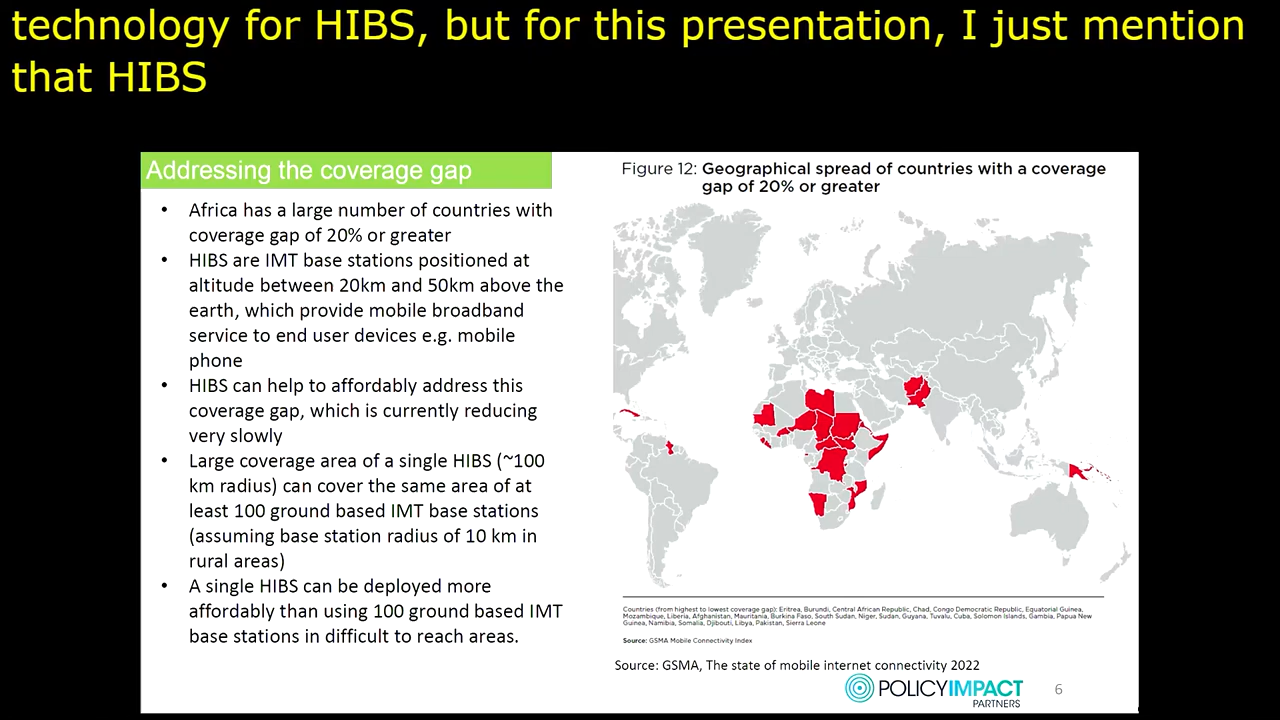 technology for HIBS, but for this presentation, I just mention
that HIBS
Addressing the coverage gap
• Africa has a large number of countries with
coverage gap of 20% or greater
• HIBS are IMT base stations positioned at
altitude between 20km and 50km above the
earth, which provide mobile broadband
service to end user devices e.g. mobile
phone
• HIBS can help to affordably address this
coverage gap, which is currently reducing
very slowly
• Large coverage area of a single HIBS (~100
km radius) can cover the same area of at
least 100 ground based IMT base stations
(assuming base station radius of 10 km in
rural areas)
• A single HIBS can be deployed more
affordably than using 100 ground based IMT
base stations in difficult to reach areas.
Figure 12: Geographical spread of countries with a coverage
gap of 20% or greater
Countries (from highest to lowest coverage gap): Eritrea, Burundi, Central African Republic, Chad, Congo Democratic Republic, Equatorial Guinea,
Mozambique, Liberia, Afghanistan, Mauritania, Burkina Faso, South Sudan, Niger, Sudan, Guyana, Tuvalu, Cuba, Solomon Islands, Gambia, Papua New
Guinea, Namibia, Somalia, Djibouti, Libya, Pakistan, Sierra Leone
Source: GSMA Mobile Connectivity Index
Source: GSMA, The state of mobile internet connectivity 2022
POLICYIMPACT
PARTNERS
6